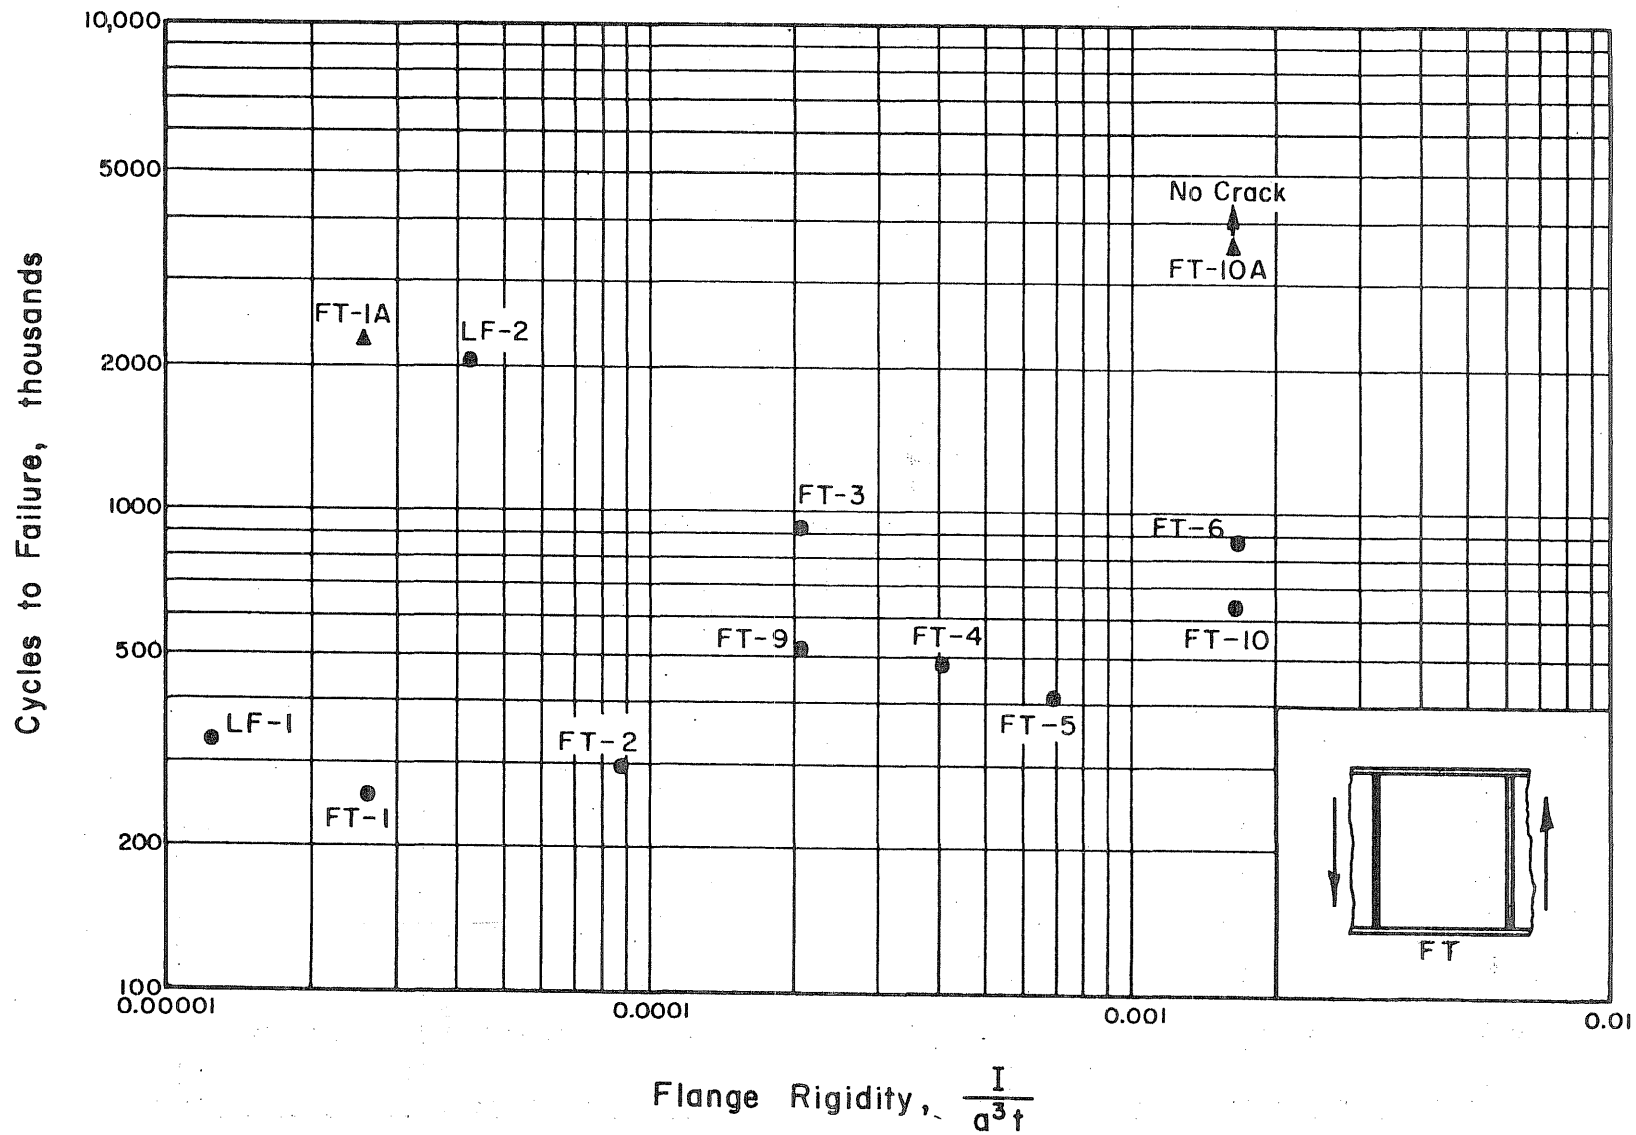 10,000
5000
No Crack
FT-10A
FT-1A
LF-2
2000
FT-3
1000
FT-6
FT-9
FT-4
FT-10
500
LF-1
FT-5
FT-2
FT-1
200
FT
100
0.00001
0.0001
0.001
0.01
Cycles to Failure, thousands
Flange Rigidity, I
a³t